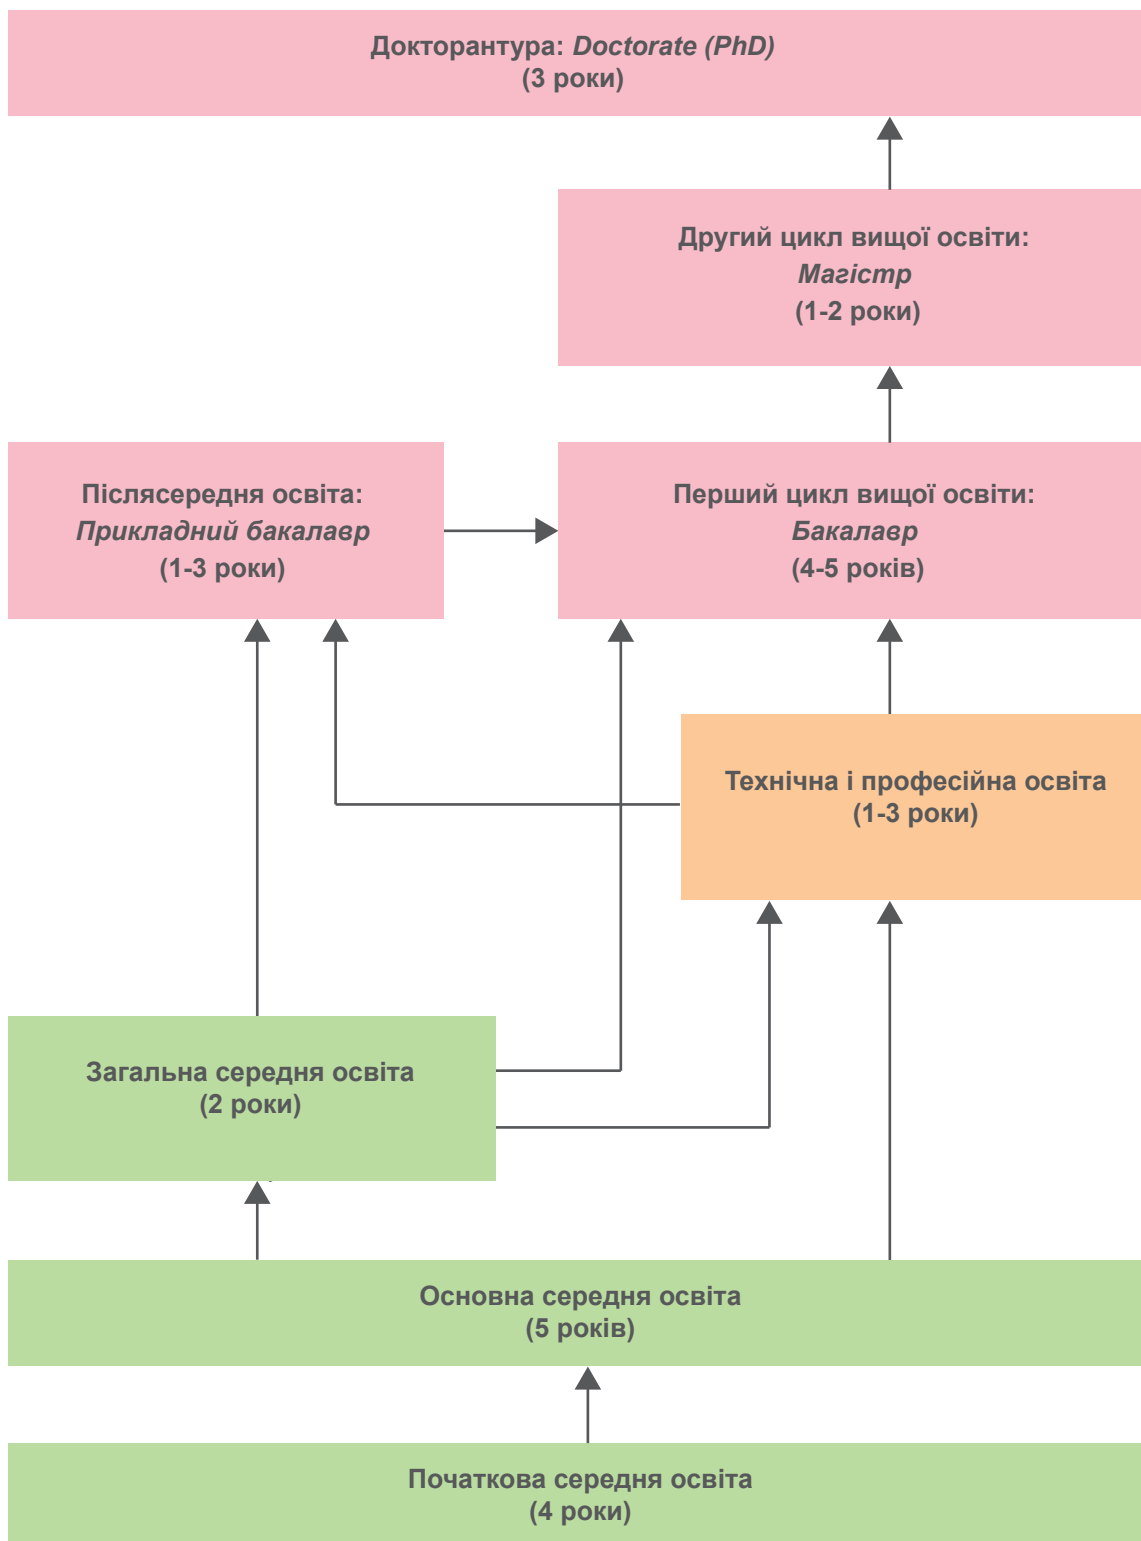 Докторантура: Doctorate (PhD)
(3 роки)
Другий цикл вищої освіти:
Магістр
(1-2 роки)
Післясередня освіта:
Прикладний бакалавр
(1-3 роки)
Перший цикл вищої освіти:
Бакалавр
(4-5 років)
Технічна і професійна освіта
(1-3 роки)
Загальна середня освіта
(2 роки)
Основна середня освіта
(5 років)
Початкова середня освіта
(4 роки)